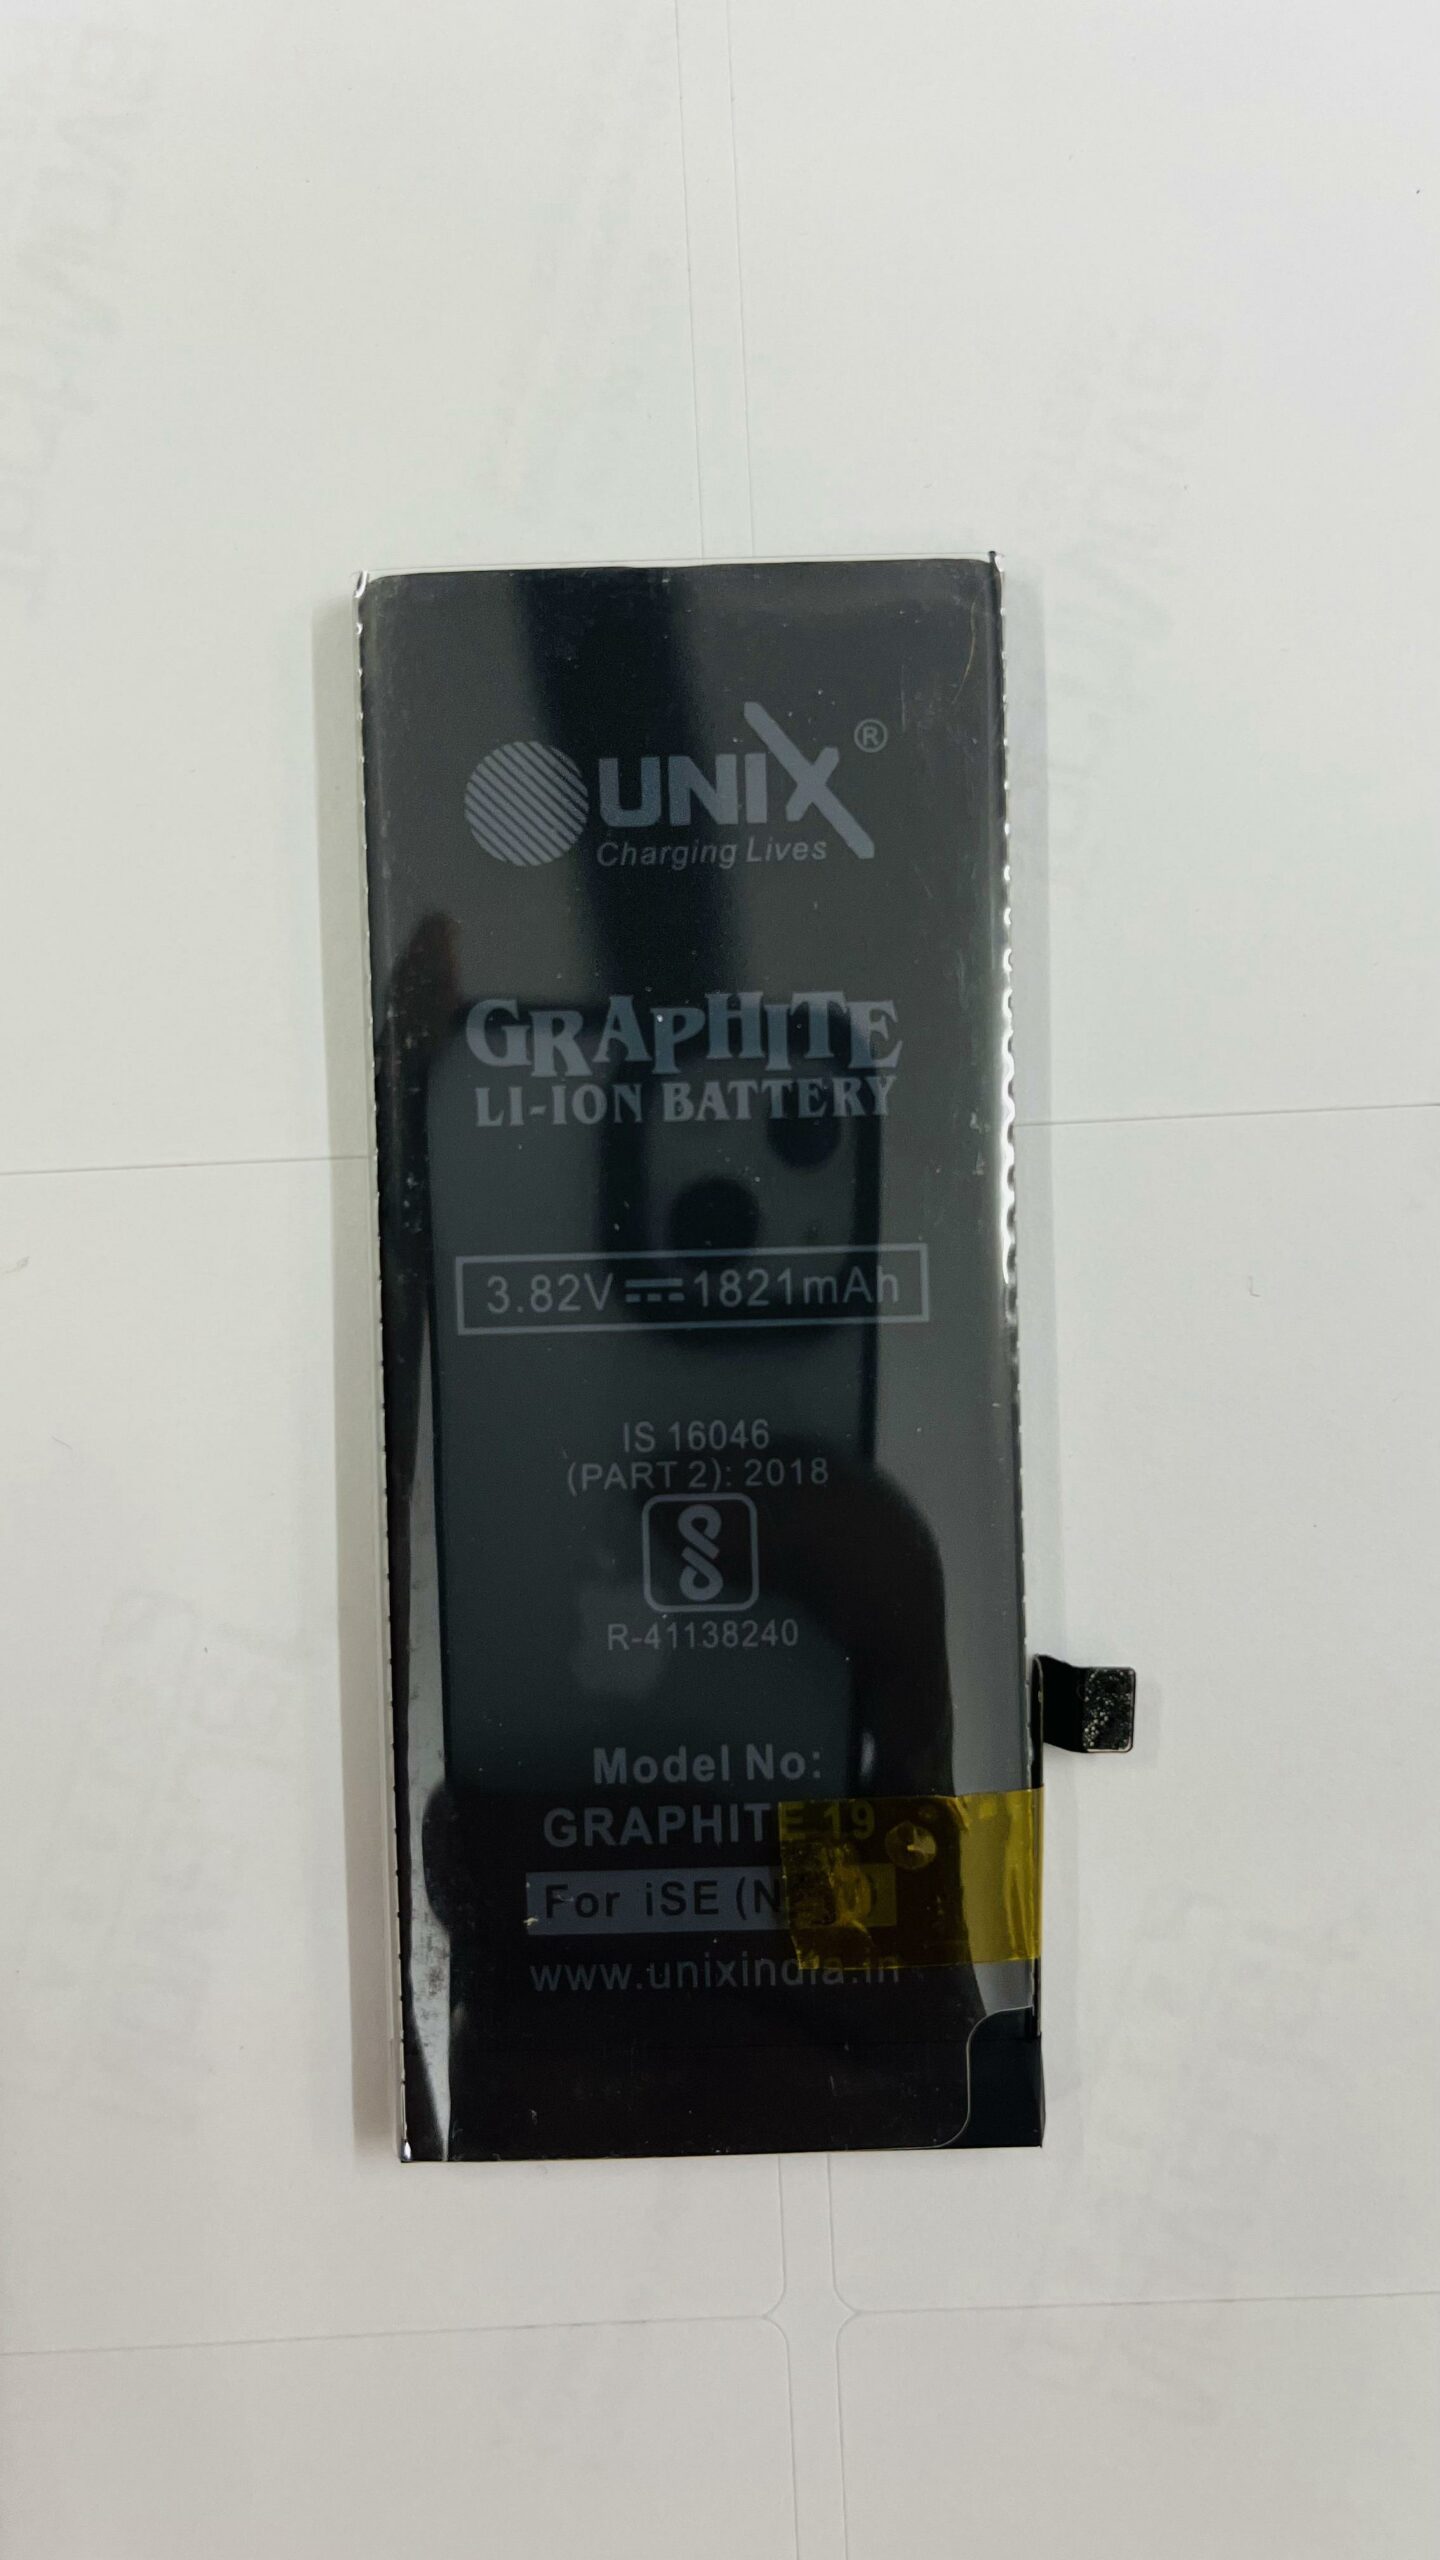 UNIX ®
Charging Lives
GRAPHITE
LI-ION BATTERY
3.82V 1821mAh
IS 16046
(PART 2): 2018
R-41138240
Model No:
GRAPHITE 19
For iSE (
www.unixindia.in